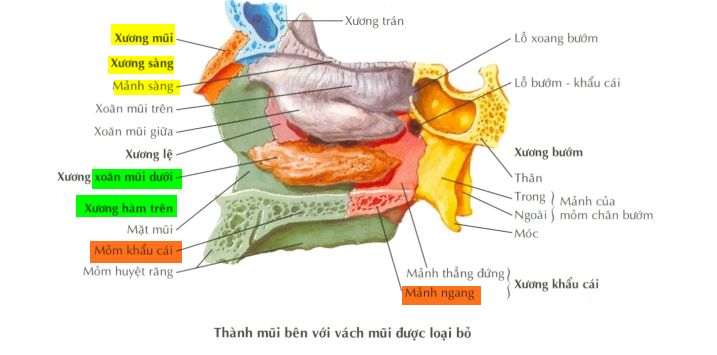 Xương trán
Xương mũi
Xương sàng
Mảnh sàng
Xoăn mũi trên
Xoăn mũi giữa
Xương lệ
Xương xoăn mũi dưới
Xương hàm trên
Mặt mũi
Mỏm khẩu cái
Mỏm huyệt răng
Lỗ xoang bướm
Lỗ bướm - khẩu cái
Xương bướm
Thân
Trong
Ngoài
Mảnh của
mỏm chân bướm
Móc
Mảnh thẳng đứng
Mảnh ngang
Xương khẩu cái
Thành mũi bên với vách mũi được loại bỏ